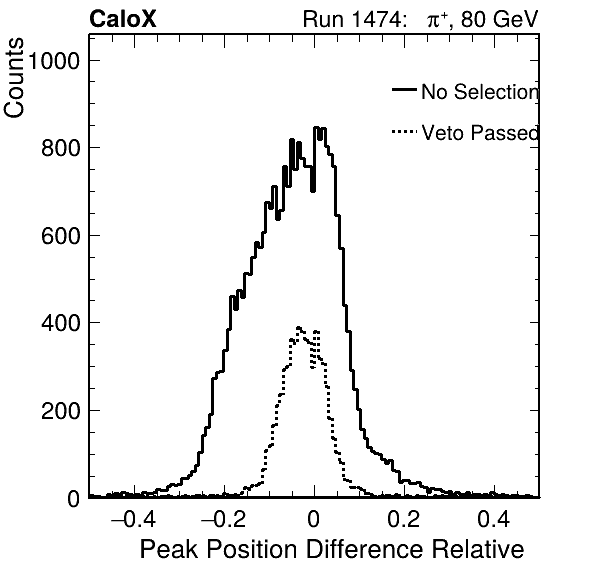 CaloX Run 1474: π⁺, 80 GeV
Counts
1000
800
600
400
200
0
No Selection
Veto Passed
−0.4 −0.2 0 0.2 0.4
Peak Position Difference Relative